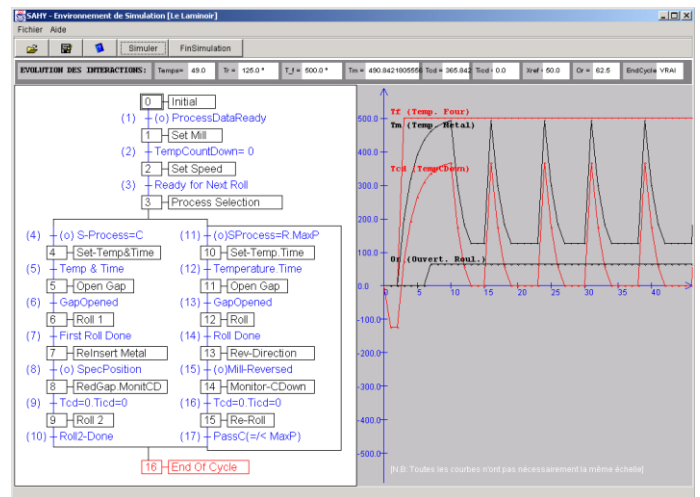 SAHY - Environnement de Simulation [Le Laminoir]
Fichier Aide
Simuler FinSimulation
EVOLUTION DES INTERACTIONS: Temps= 49.0 Tr = 125.0 ° T_f = 500.0 ° Tm = 490.8421805556 Tcd = 365.842 Ticd = 0.0 Xref = 50.0 Or = 62.5 EndCycle VRAI
0 Initial
(1) (o) ProcessDataReady
1 Set Mill
(2) TempCountDown= 0
2 Set Speed
(3) Ready for Next Roll
3 Process Selection
(4) (o) S-Process=C
4 Set-Temp&Time
(5) Temp & Time
5 Open Gap
(6) GapOpened
6 Roll 1
(7) First Roll Done
7 ReInsert Metal
(8) (o) SpecPosition
8 RedGap.MonitCD
(9) Tcd=0.Ticd=0
9 Roll 2
(10) Roll2-Done
(11) (o)SProcess=R.MaxP
10 Set-Temp.Time
(12) Temperature.Time
11 Open Gap
(13) GapOpened
12 Roll
(14) Roll Done
13 Rev-Direction
(15) (o)Mill-Reversed
14 Monitor-CDown
(16) Tcd=0.Ticd=0
15 Re-Roll
(17) PassC(=/< MaxP)
16 End Of Cycle
Tf (Temp. Four)
500.0
Tm (Temp. Metal)
400.0
Tcd (TempCDown)
300.0
200.0
100.0
Or (Ouvert. Roul.)
0.0 0 5 10 15 20 25 30 35 40
-100.0
-200.0
-300.0
-400.0
-500.0
[N.B: Toutes les courbes n'ont pas nécessairement la même échelle]